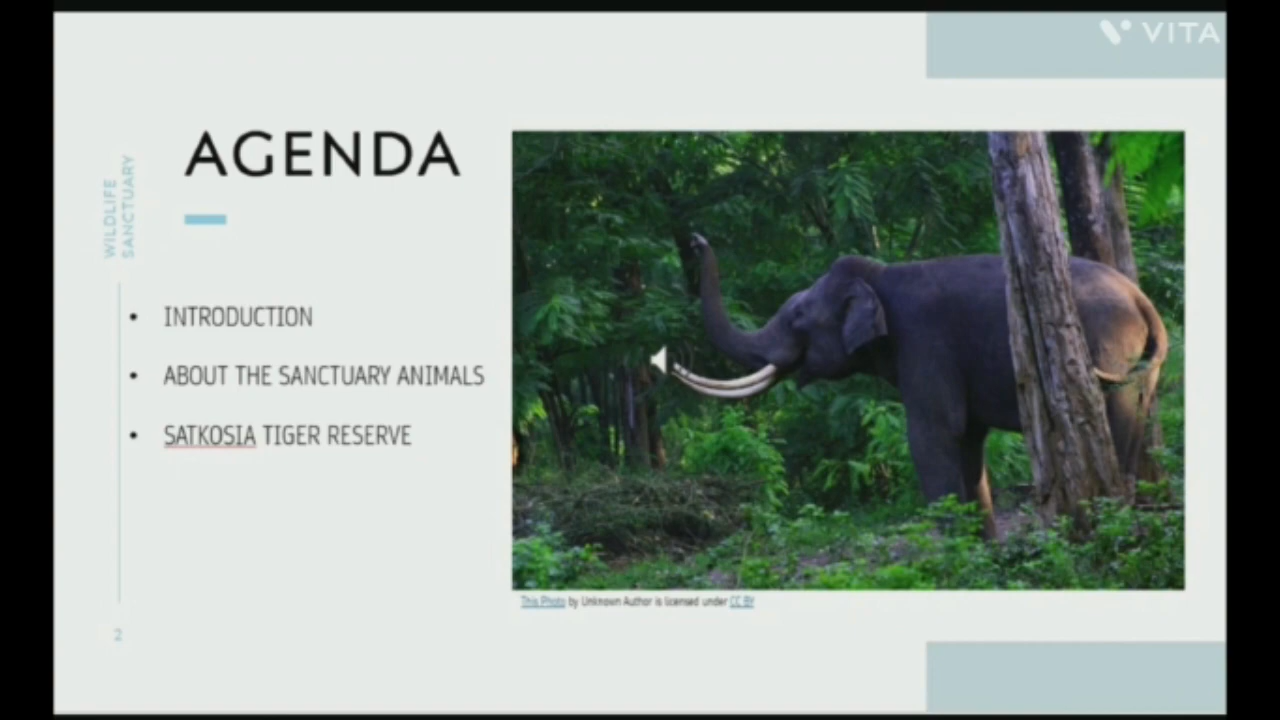 VITA
AGENDA
WILDLIFE
SANCTUARY
• INTRODUCTION
• ABOUT THE SANCTUARY ANIMALS
• SATKOSIA TIGER RESERVE
This Photo by Unknown Author is licensed under CC BY
2